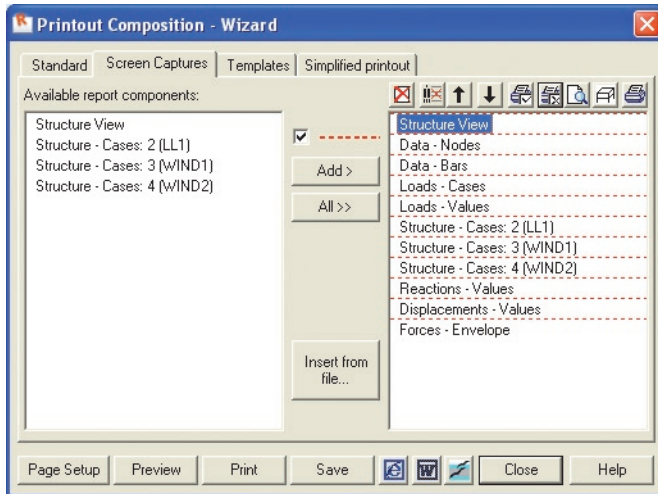 Printout Composition - Wizard
Standard
Screen Captures
Templates
Simplified printout
Available report components:
Structure View
Structure - Cases: 2 (LL1)
Structure - Cases: 3 (WIND1)
Structure - Cases: 4 (WIND2)
Add >
All >>
Insert from
file...
Structure View
Data - Nodes
Data - Bars
Loads - Cases
Loads - Values
Structure - Cases: 2 (LL1)
Structure - Cases: 3 (WIND1)
Structure - Cases: 4 (WIND2)
Reactions - Values
Displacements - Values
Forces - Envelope
Page Setup
Preview
Print
Save
Close
Help